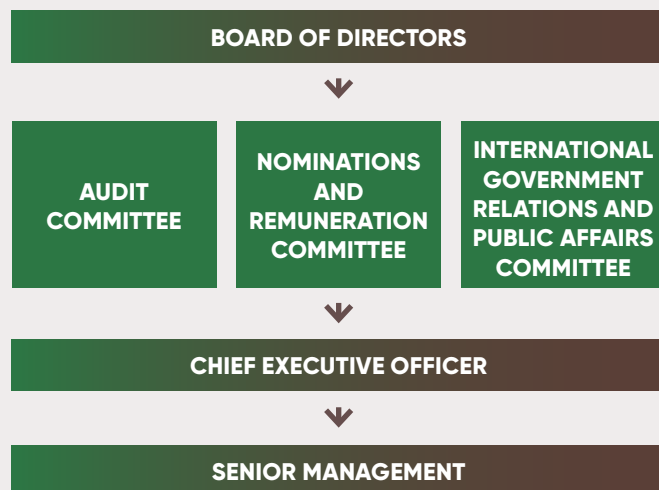 BOARD OF DIRECTORS
AUDIT
COMMITTEE
NOMINATIONS
AND
REMUNERATION
COMMITTEE
INTERNATIONAL
GOVERNMENT
RELATIONS AND
PUBLIC AFFAIRS
COMMITTEE
CHIEF EXECUTIVE OFFICER
SENIOR MANAGEMENT